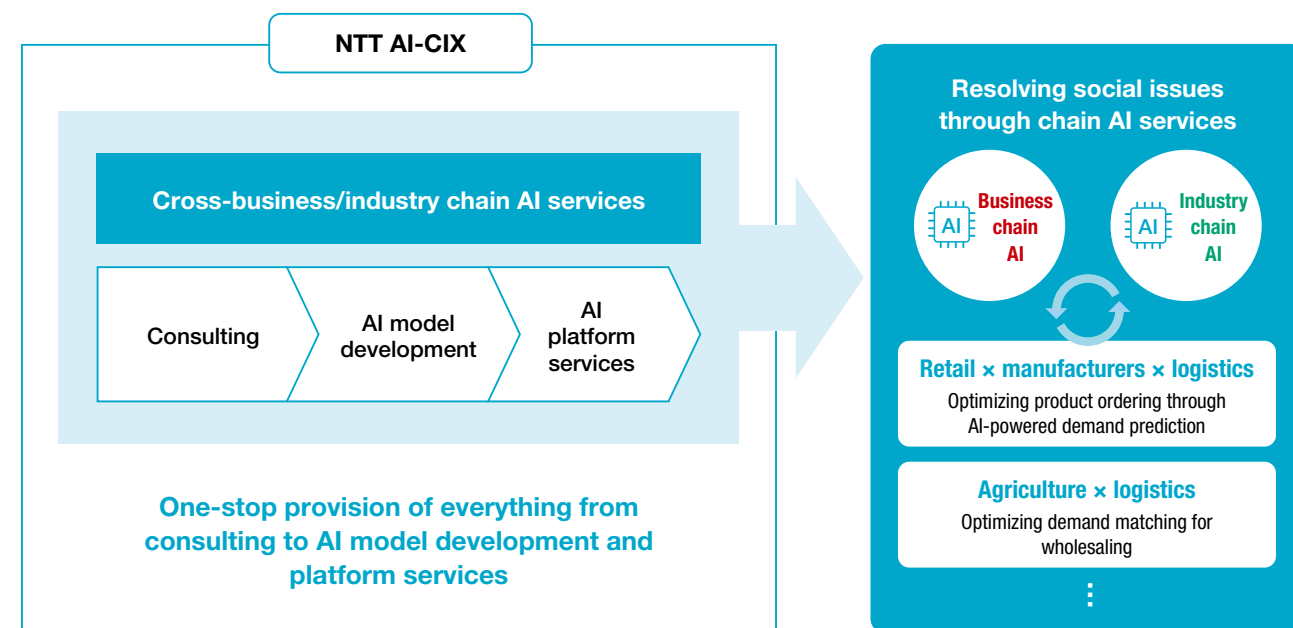 NTT AI-CIX
Cross-business/industry chain AI services
Consulting
AI model
development
AI
platform
services
One-stop provision of everything from
consulting to AI model development and
platform services
Resolving social issues
through chain AI services
AI
Business
chain
AI
AI
Industry
chain
AI
Retail × manufacturers × logistics
Optimizing product ordering through
AI-powered demand prediction
Agriculture × logistics
Optimizing demand matching for
wholesaling
⋮